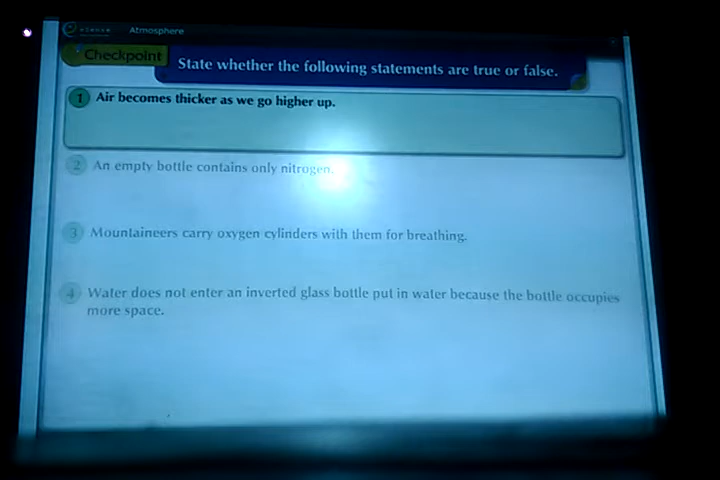 Atmosphere
Checkpoint
State whether the following statements are true or false.
1 Air becomes thicker as we go higher up.
2 An empty bottle contains only nitrogen.
3 Mountaineers carry oxygen cylinders with them for breathing.
4 Water does not enter an inverted glass bottle put in water because the bottle occupies
more space.